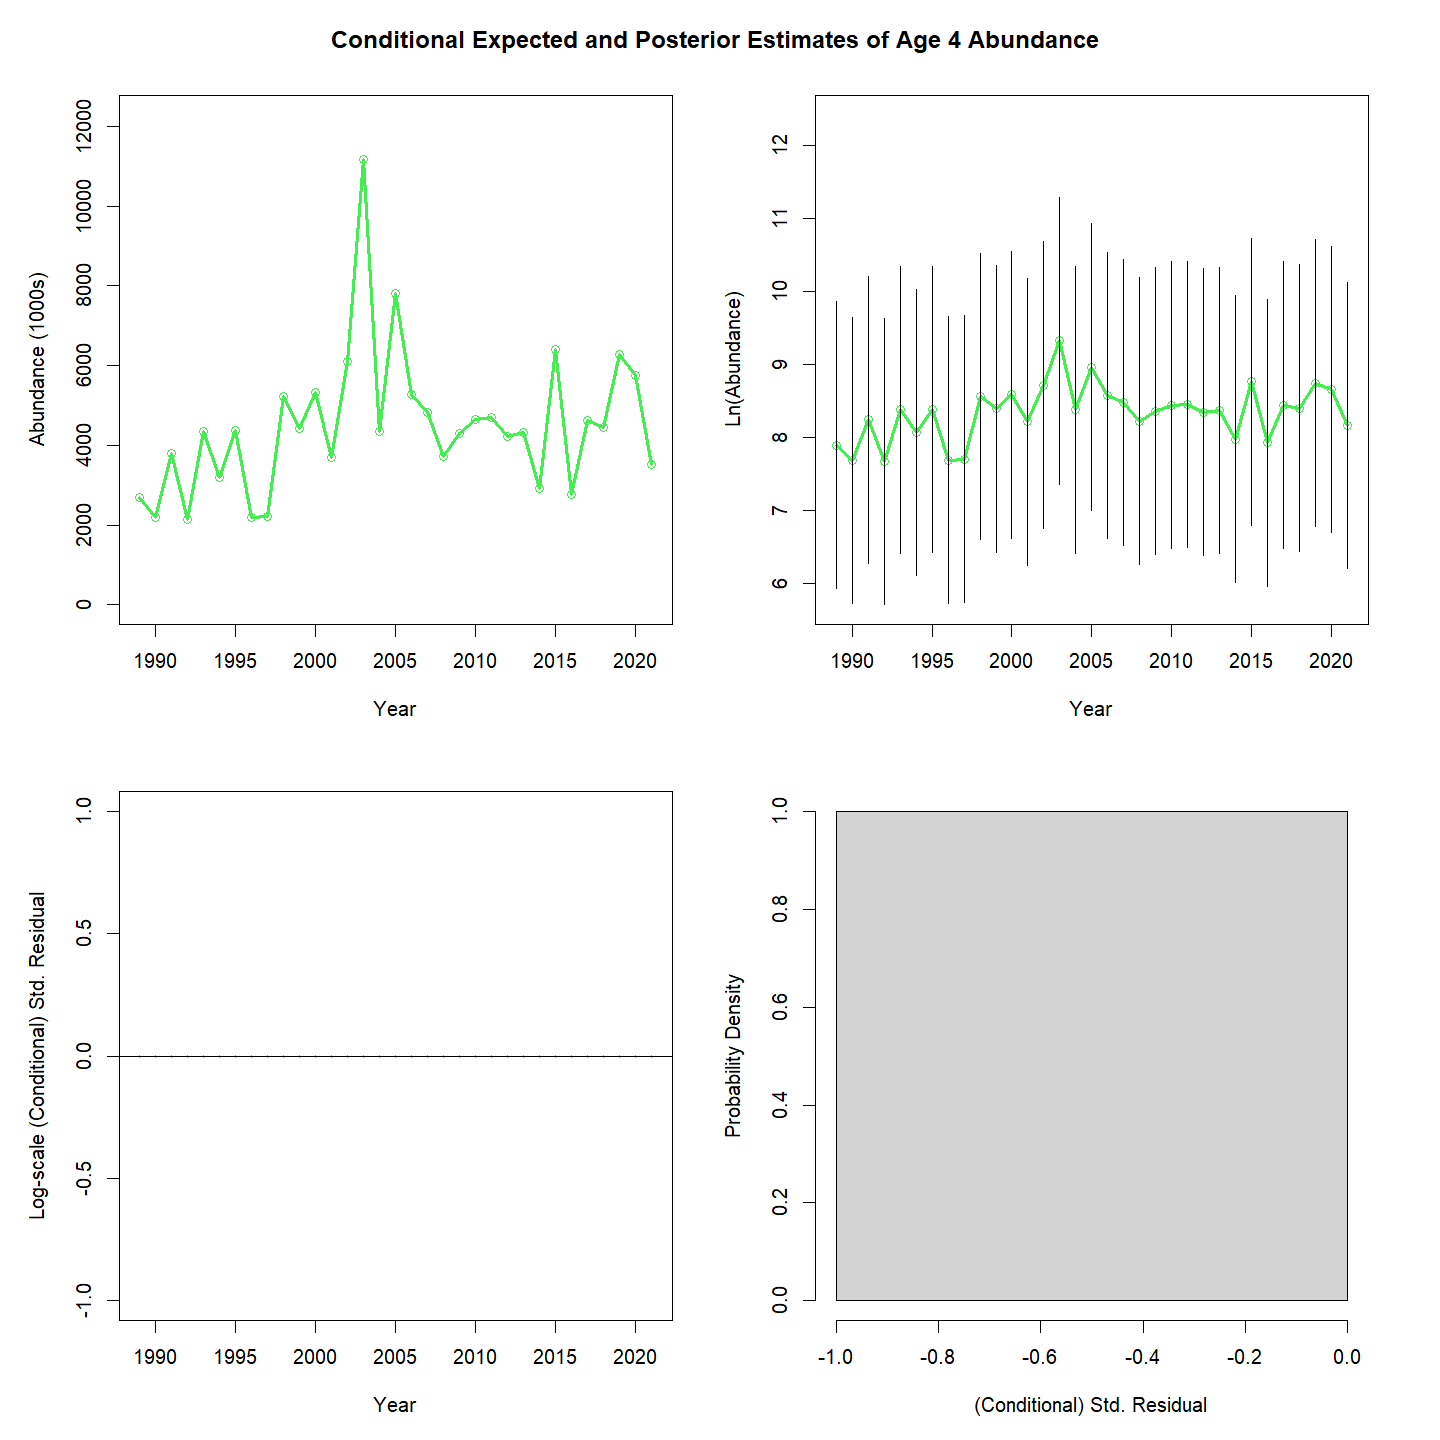 Conditional Expected and Posterior Estimates of Age 4 Abundance
Abundance (1000s)
12000
10000
8000
6000
4000
2000
0
1990 1995 2000 2005 2010 2015 2020
Year
Ln(Abundance)
12
11
10
9
8
7
6
1990 1995 2000 2005 2010 2015 2020
Year
Log-scale (Conditional) Std. Residual
1.0
0.5
0.0
-0.5
-1.0
1990 1995 2000 2005 2010 2015 2020
Year
Probability Density
1.0
0.8
0.6
0.4
0.2
0.0
-1.0 -0.8 -0.6 -0.4 -0.2 0.0
(Conditional) Std. Residual